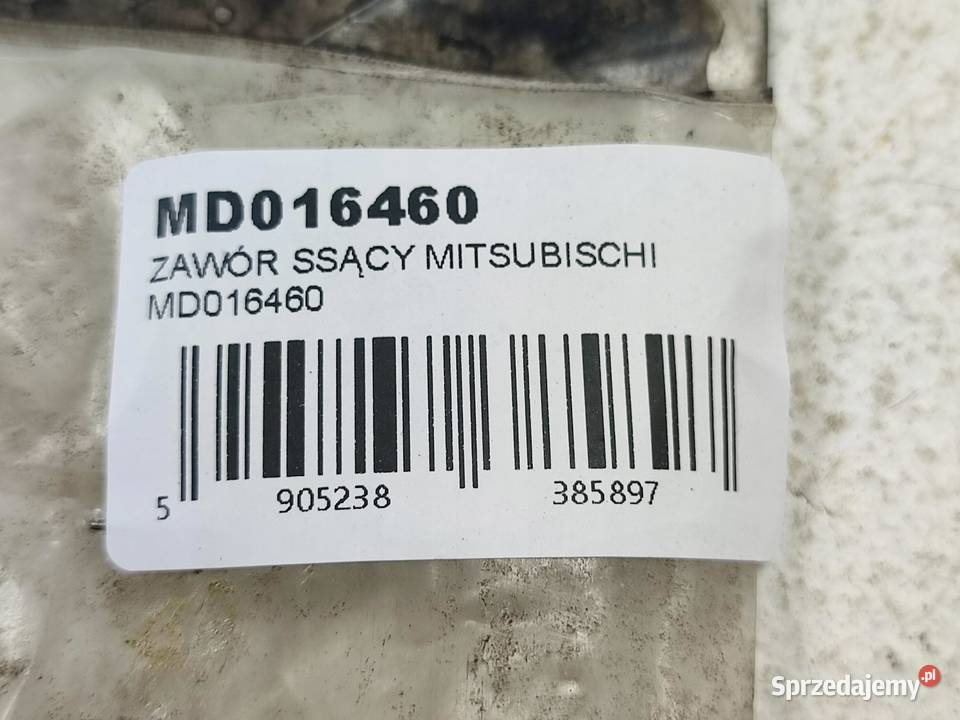 MD016460
ZAWÓR SSĄCY MITSUBISCHI
MD016460
5 905238 385897
Sprzedajemy.pl